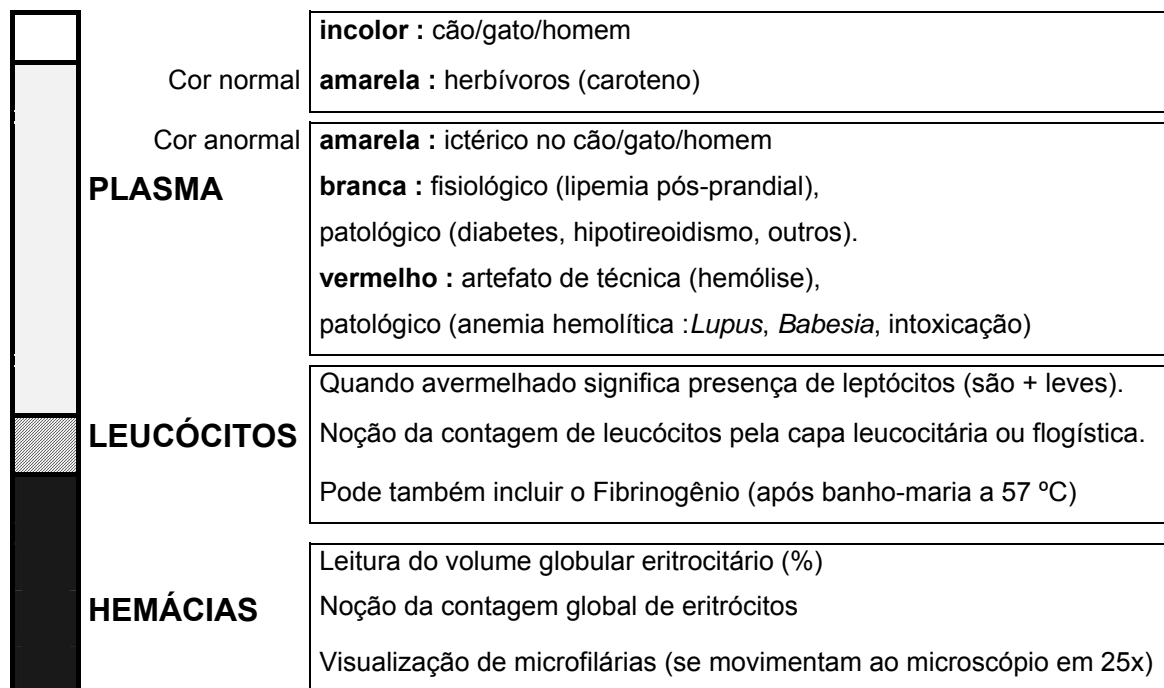 incolor : cão/gato/homem
Cor normal amarela : herbívoros (caroteno)
Cor anormal amarela : ictérico no cão/gato/homem
PLASMA branca : fisiológico (lipemia pós-prandial),
patológico (diabetes, hipotireoidismo, outros).
vermelho : artefato de técnica (hemólise),
patológico (anemia hemolítica :Lupus, Babesia, intoxicação)
Quando avermelhado significa presença de leptócitos (são + leves).
LEUCÓCITOS Noção da contagem de leucócitos pela capa leucocitária ou flogística.
Pode também incluir o Fibrinogênio (após banho-maria a 57 ºC)
Leitura do volume globular eritrocitário (%)
HEMÁCIAS Noção da contagem global de eritrócitos
Visualização de microfilárias (se movimentam ao microscópio em 25x)